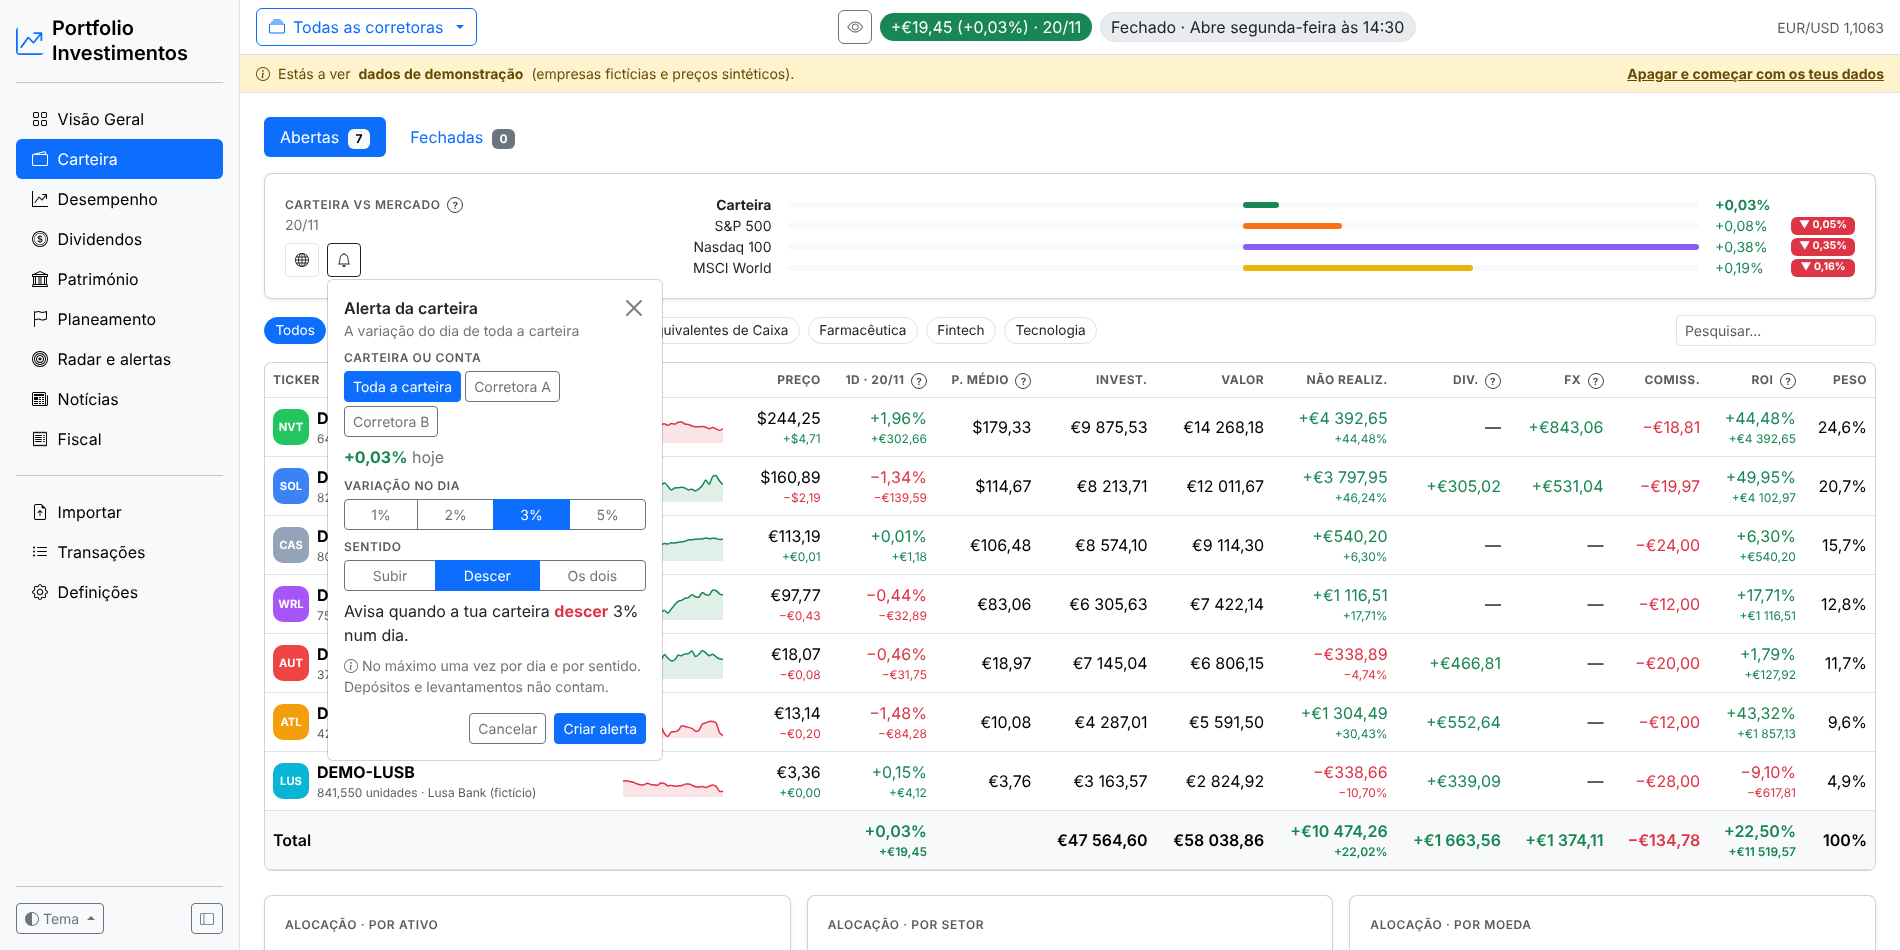 Portfolio
Investimentos
Visão Geral
Carteira
Desempenho
Dividendos
Património
Planeamento
Radar e alertas
Notícias
Fiscal
Importar
Transações
Definições
Tema
Todas as corretoras
+€19,45 (+0,03%) · 20/11
Fechado · Abre segunda-feira às 14:30
EUR/USD 1,1063
Estás a ver dados de demonstração (empresas fictícias e preços sintéticos).
Apagar e começar com os teus dados
Abertas 7
Fechadas 0
CARTEIRA VS MERCADO ?
20/11
Carteira +0,03%
S&P 500 +0,08% ▼ 0,05%
Nasdaq 100 +0,38% ▼ 0,35%
MSCI World +0,19% ▼ 0,16%
Alerta da carteira
A variação do dia de toda a carteira
CARTEIRA OU CONTA
Toda a carteira Corretora A
Corretora B
+0,03% hoje
VARIAÇÃO NO DIA
1% 2% 3% 5%
SENTIDO
Subir Descer Os dois
Avisa quando a tua carteira descer 3%
num dia.
No máximo uma vez por dia e por sentido.
Depósitos e levantamentos não contam.
Cancelar Criar alerta
Todos quivalentes de Caixa Farmacêutica Fintech Tecnologia
Pesquisar...
TICKER PREÇO 1D · 20/11 ? P. MÉDIO ? INVEST. VALOR NÃO REALIZ. DIV. ? FX ? COMISS. ROI ? PESO
NVT D $244,25 +1,96% $179,33 €9 875,53 €14 268,18 +€4 392,65 — +€843,06 −€18,81 +44,48% 24,6%
64 +$4,71 +€302,66 +44,48% +€4 392,65
SOL D $160,89 −1,34% $114,67 €8 213,71 €12 011,67 +€3 797,95 +€305,02 +€531,04 −€19,97 +49,95% 20,7%
82 −$2,19 −€139,59 +46,24% +€4 102,97
CAS D €113,19 +0,01% €106,48 €8 574,10 €9 114,30 +€540,20 — — −€24,00 +6,30% 15,7%
80 +€0,01 +€1,18 +6,30% +€540,20
WRL D €97,77 −0,44% €83,06 €6 305,63 €7 422,14 +€1 116,51 — — −€12,00 +17,71% 12,8%
75 −€0,43 −€32,89 +17,71% +€1 116,51
AUT D €18,07 −0,46% €18,97 €7 145,04 €6 806,15 −€338,89 +€466,81 — −€20,00 +1,79% 11,7%
37 −€0,08 −€31,75 −4,74% +€127,92
ATL D €13,14 −1,48% €10,08 €4 287,01 €5 591,50 +€1 304,49 +€552,64 — −€12,00 +43,32% 9,6%
42 −€0,20 −€84,28 +30,43% +€1 857,13
LUS DEMO-LUSB €3,36 +0,15% €3,76 €3 163,57 €2 824,92 −€338,66 +€339,09 — −€28,00 −9,10% 4,9%
841,550 unidades · Lusa Bank (fictício) +€0,00 +€4,12 −10,70% −€617,81
Total +0,03% €47 564,60 €58 038,86 +€10 474,26 +€1 663,56 +€1 374,11 −€134,78 +22,50% 100%
+€19,45 +22,02% +€11 519,57
ALOCAÇÃO · POR ATIVO
ALOCAÇÃO · POR SETOR
ALOCAÇÃO · POR MOEDA